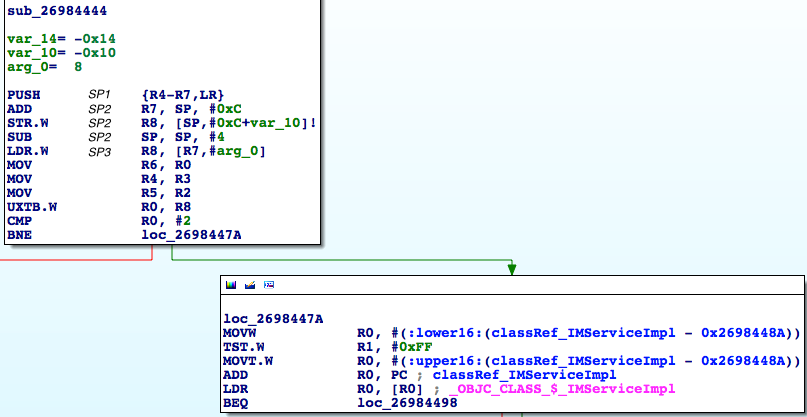 sub_26984444
var_14= -0x14
var_10= -0x10
arg_0= 8
PUSH SP1 {R4-R7,LR}
ADD SP2 R7, SP, #0xC
STR.W SP2 R8, [SP,#0xC+var_10]!
SUB SP2 SP, SP, #4
LDR.W SP3 R8, [R7,#arg_0]
MOV R6, R0
MOV R4, R3
MOV R5, R2
UXTB.W R0, R8
CMP R0, #2
BNE loc_2698447A
loc_2698447A
MOVW R0, #(:lower16:(classRef_IMServiceImpl - 0x2698448A))
TST.W R1, #0xFF
MOVT.W R0, #(:upper16:(classRef_IMServiceImpl - 0x2698448A))
ADD R0, PC ; classRef_IMServiceImpl
LDR R0, [R0] ; _OBJC_CLASS_$_IMServiceImpl
BEQ loc_26984498